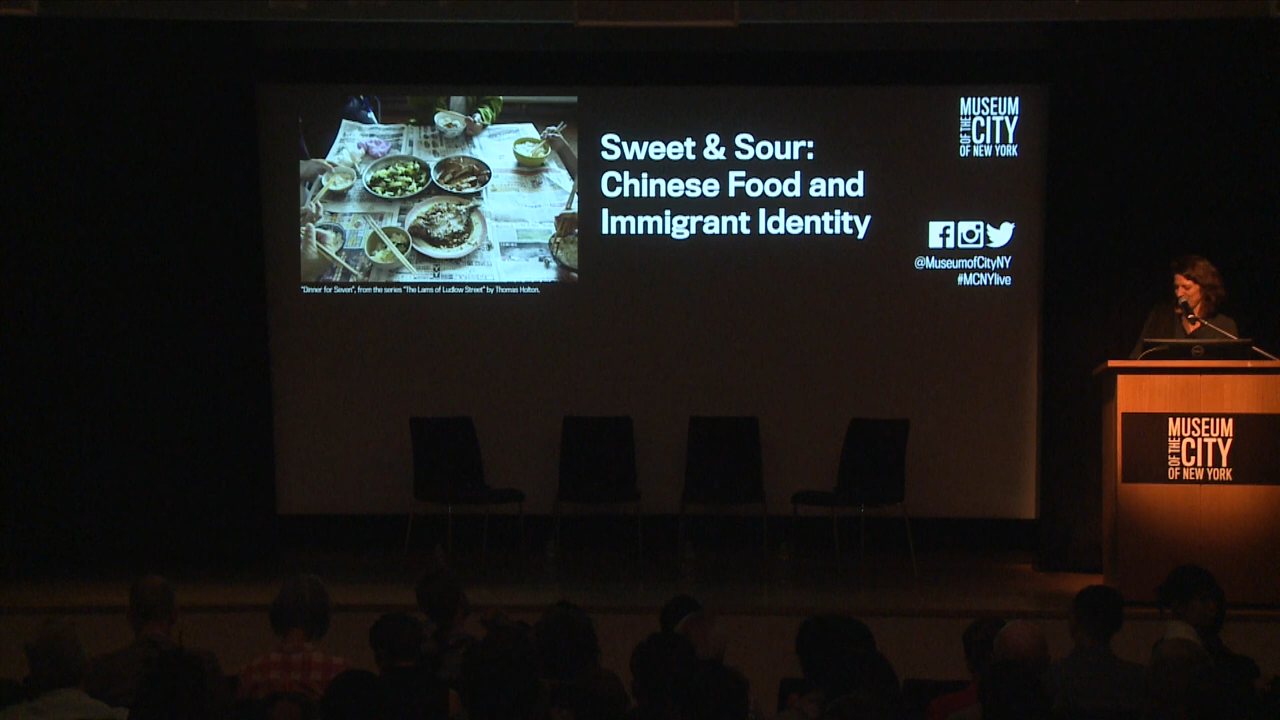 Sweet & Sour:
Chinese Food and
Immigrant Identity
MUSEUM
OF THE CITY
OF NEW YORK
@MuseumofCityNY
#MCNYlive
"Dinner for Seven", from the series "The Lams of Ludlow Street" by Thomas Holton.
MUSEUM
OF THE CITY
OF NEW YORK